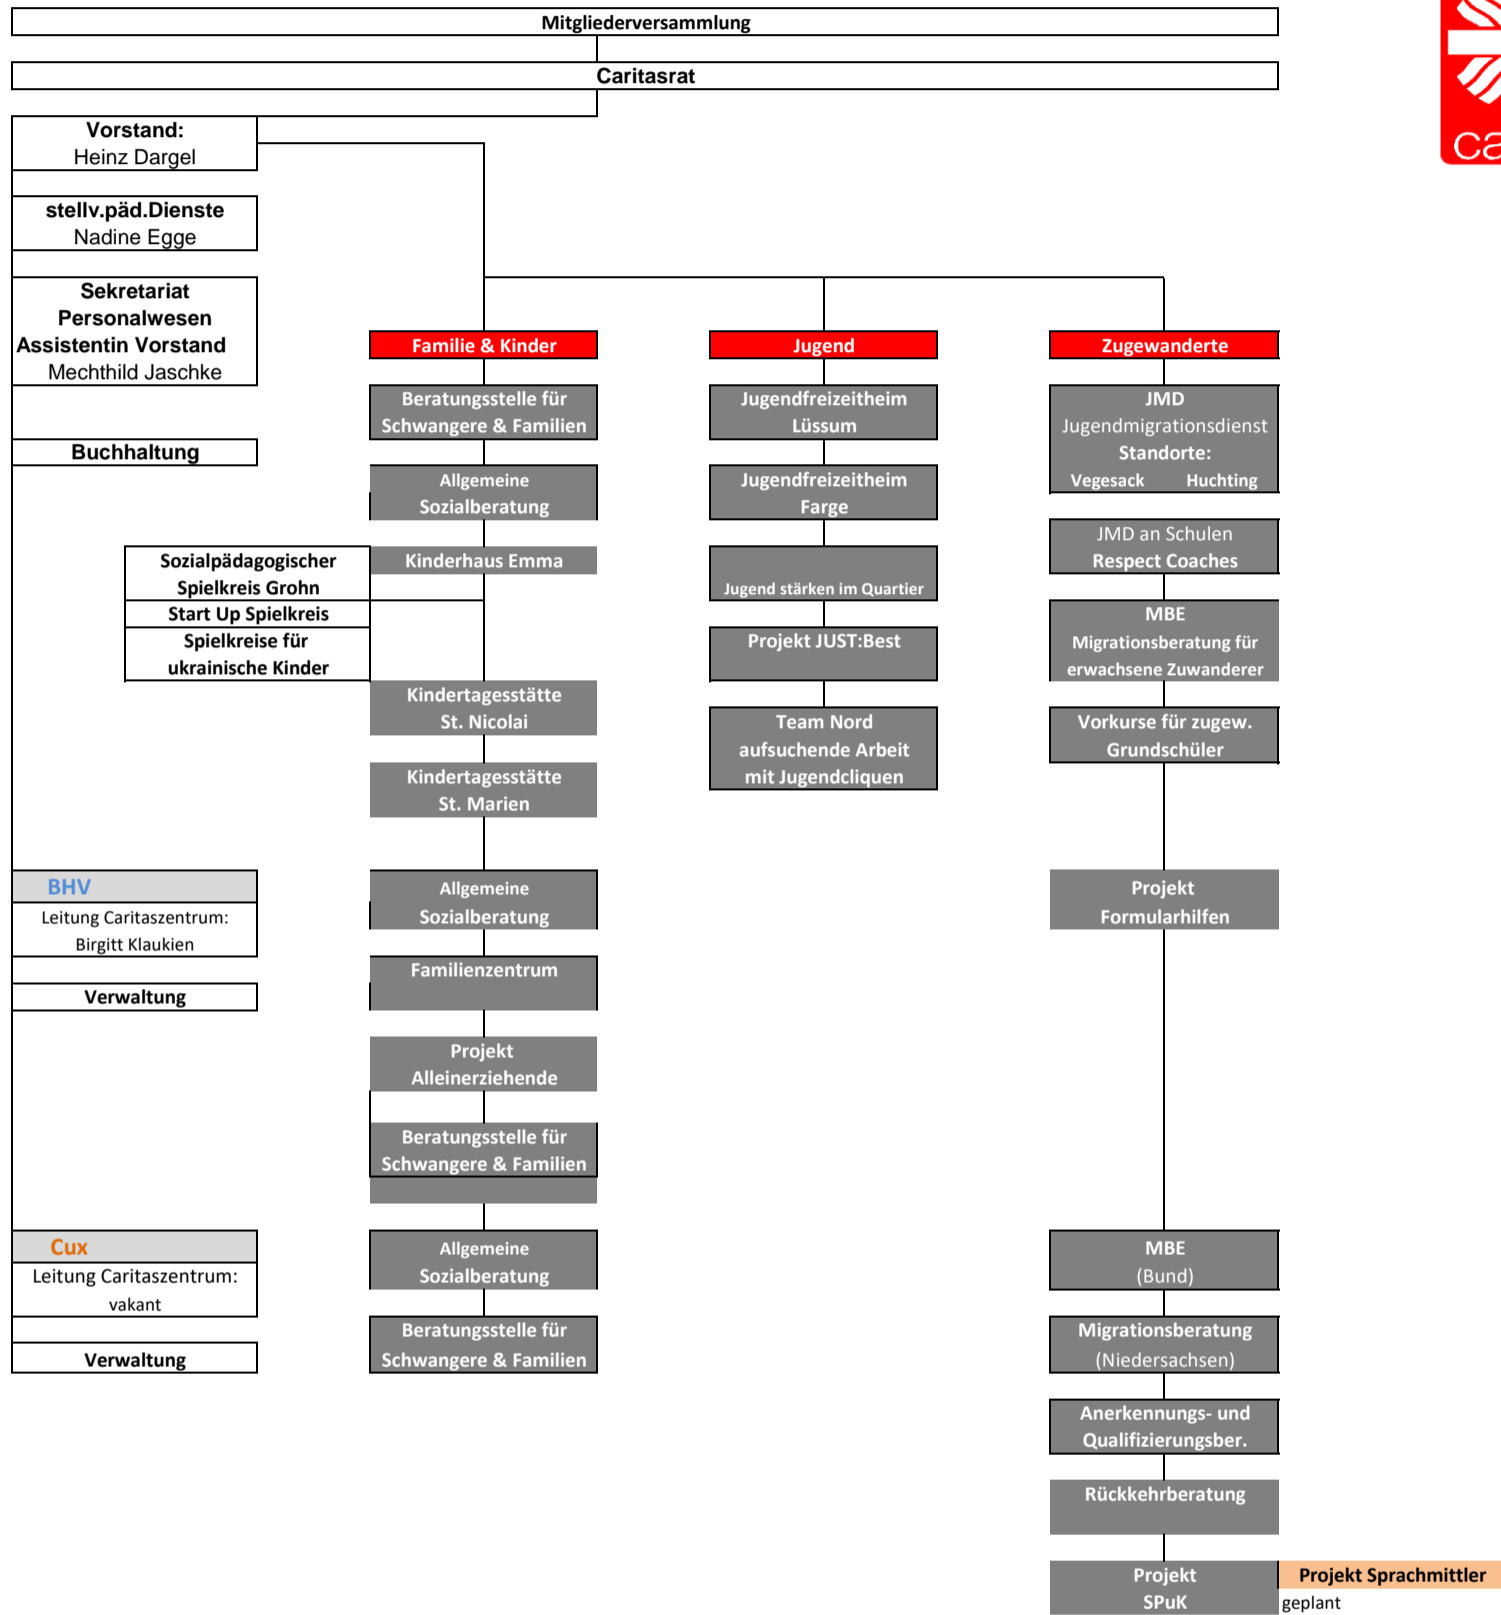 Mitgliederversammlung
Caritasrat
Vorstand:
Heinz Dargel
stellv.päd.Dienste
Nadine Egge
Sekretariat
Personalwesen
Assistentin Vorstand
Mechthild Jaschke
Buchhaltung
Familie & Kinder
Beratungsstelle für
Schwangere & Familien
Allgemeine
Sozialberatung
Kinderhaus Emma
Sozialpädagogischer
Spielkreis Grohn
Start Up Spielkreis
Spielkreise für
ukrainische Kinder
Kindertagesstätte
St. Nicolai
Kindertagesstätte
St. Marien
Jugend
Jugendfreizeitheim
Lüssum
Jugendfreizeitheim
Farge
Jugend stärken im Quartier
Projekt JUST:Best
Team Nord
aufsuchende Arbeit
mit Jugendcliquen
Zugewanderte
JMD
Jugendmigrationsdienst
Standorte:
Vegesack Huchting
JMD an Schulen
Respect Coaches
MBE
Migrationsberatung für
erwachsene Zuwanderer
Vorkurse für zugew.
Grundschüler
BHV
Leitung Caritaszentrum:
Birgitt Klaukien
Verwaltung
Allgemeine
Sozialberatung
Familienzentrum
Projekt
Alleinerziehende
Beratungsstelle für
Schwangere & Familien
Projekt
Formularhilfen
Cux
Leitung Caritaszentrum:
vakant
Verwaltung
Allgemeine
Sozialberatung
Beratungsstelle für
Schwangere & Familien
MBE
(Bund)
Migrationsberatung
(Niedersachsen)
Anerkennungs- und
Qualifizierungsber.
Rückkehrberatung
Projekt
SPuK
Projekt Sprachmittler
geplant